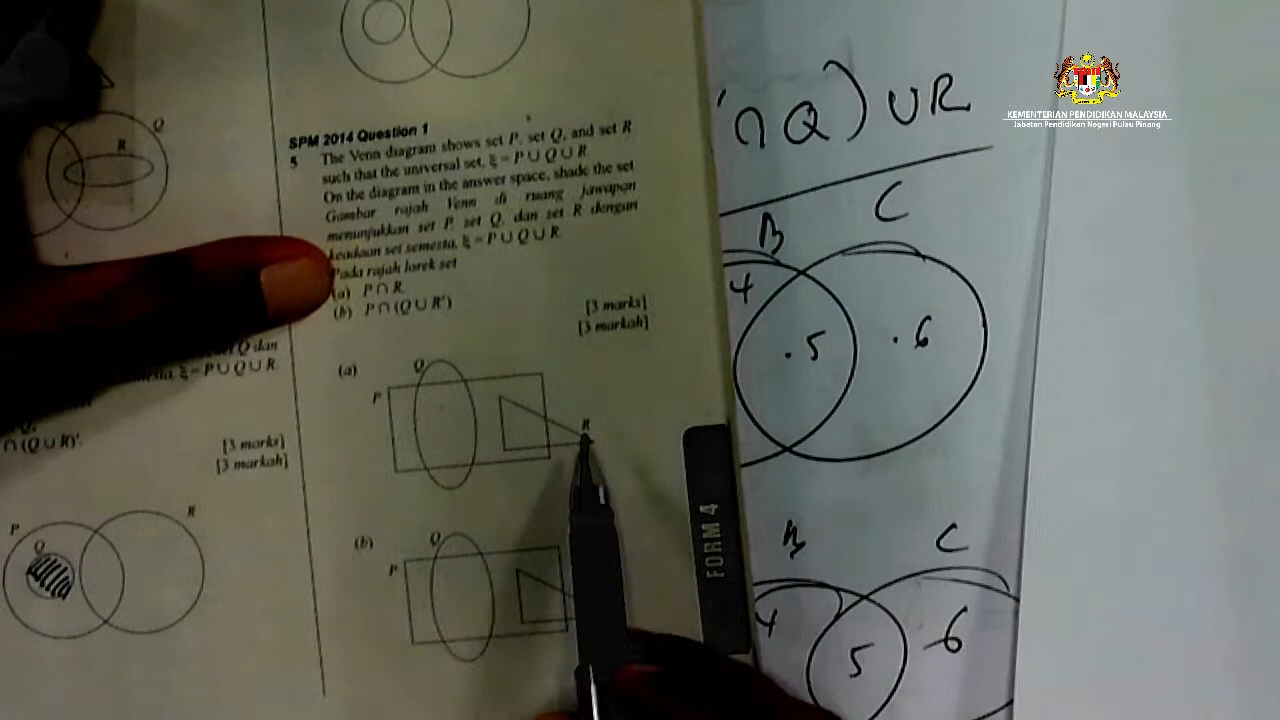 Q
R
Q dan
ξ = P ∪ Q ∪ R
∩ (Q ∪ R)'.
[3 marks]
[3 markah]
P
Q
R
SPM 2014 Question 1
5 The Venn diagram shows set P, set Q, and set R
such that the universal set, ξ = P ∪ Q ∪ R
On the diagram in the answer space, shade the set
Gambar rajah Venn di ruang jawapan
menunjukkan set P, set Q, dan set R dengan
keadaan set semesta, ξ = P ∪ Q ∪ R.
Pada rajah lorek set
(a) P ∩ R.
(b) P ∩ (Q ∪ R')
[3 marks]
[3 markah]
(a)
Q
P
R
(b)
Q
P
FORM 4
' ∩ Q) ∪ R
B
C
4
. 5
. 6
B
C
4
5
6
KEMENTERIAN PENDIDIKAN MALAYSIA
Jabatan Pendidikan Negeri Pulau Pinang